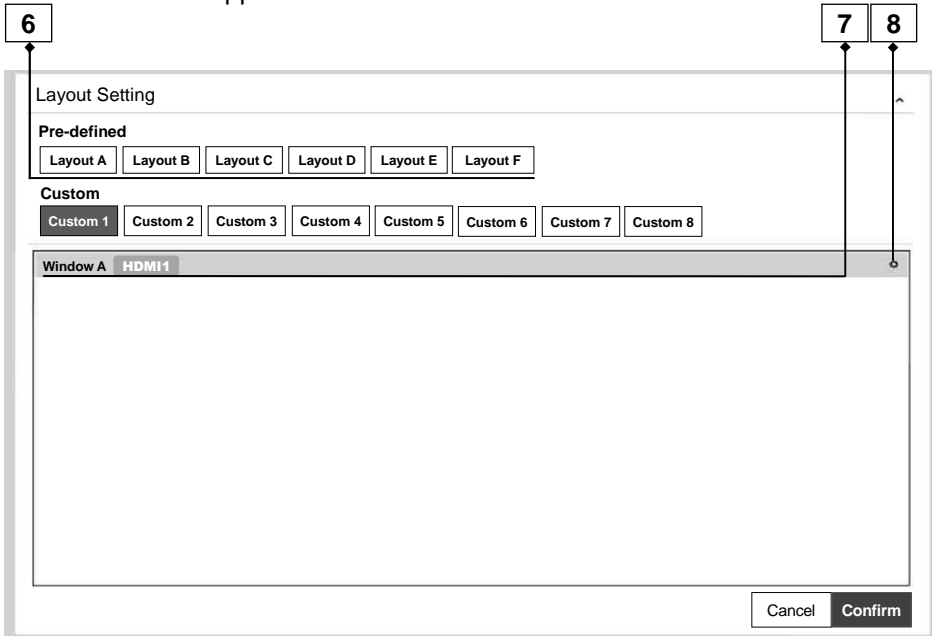 6 7 8
Layout Setting
Pre-defined
Layout A Layout B Layout C Layout D Layout E Layout F
Custom
Custom 1 Custom 2 Custom 3 Custom 4 Custom 5 Custom 6 Custom 7 Custom 8
Window A HDMI1
Cancel Confirm